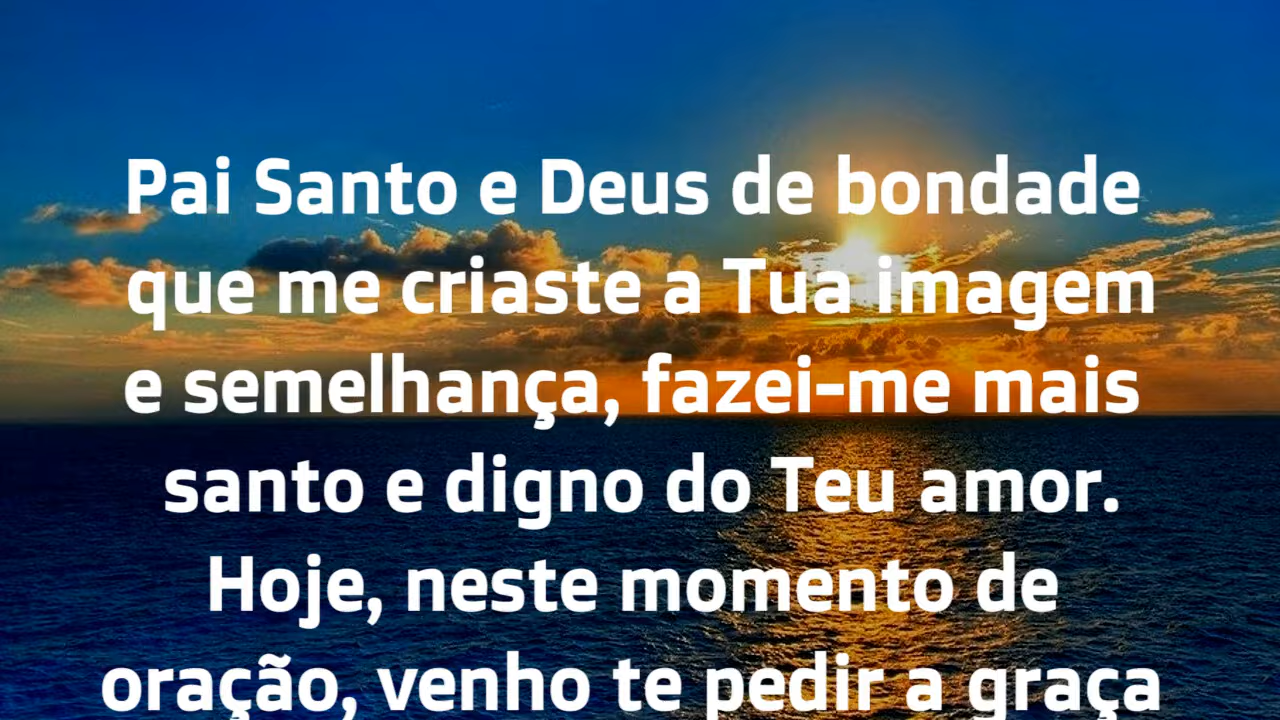 Pai Santo e Deus de bondade
que me criaste a Tua imagem
e semelhança, fazei-me mais
santo e digno do Teu amor.
Hoje, neste momento de
oração, venho te pedir a graça